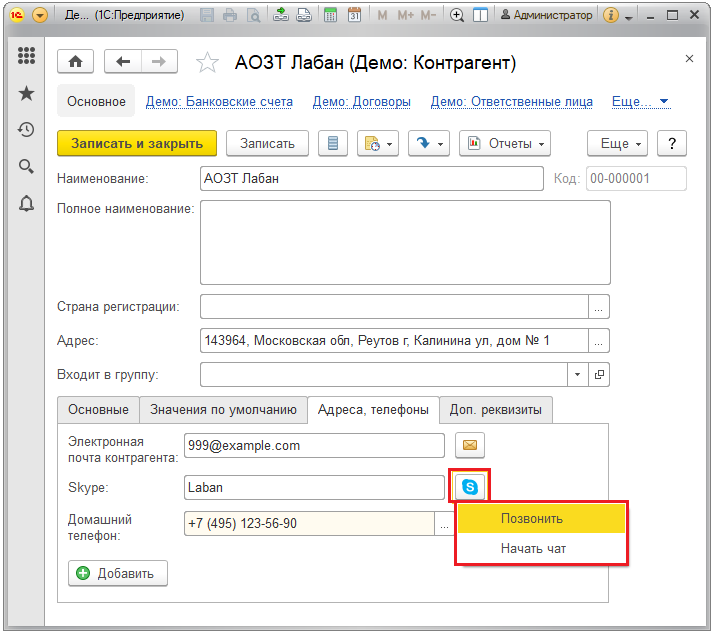 Де... (1С:Предприятие) 31 M M+ M- Администратор
АОЗТ Лабан (Демо: Контрагент)
Основное Демо: Банковские счета Демо: Договоры Демо: Ответственные лица Еще...
Записать и закрыть Записать Отчеты Еще ?
Наименование: АОЗТ Лабан Код: 00-000001
Полное наименование:
Страна регистрации: ...
Адрес: 143964, Московская обл, Реутов г, Калинина ул, дом № 1 ...
Входит в группу:
Основные Значения по умолчанию Адреса, телефоны Доп. реквизиты
Электронная
почта контрагента: 999@example.com
Skype: Laban
Домашний
телефон: +7 (495) 123-56-90 ...
Позвонить
Начать чат
Добавить